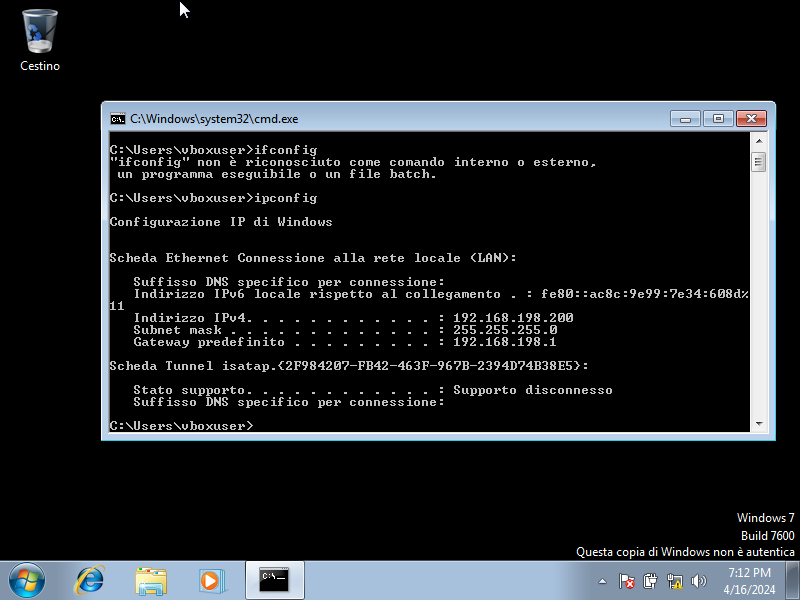 Cestino
C:\Windows\system32\cmd.exe
C:\Users\vboxuser>ifconfig
"ifconfig" non è riconosciuto come comando interno o esterno,
 un programma eseguibile o un file batch.
C:\Users\vboxuser>ipconfig
Configurazione IP di Windows
Scheda Ethernet Connessione alla rete locale (LAN):
   Suffisso DNS specifico per connessione:
   Indirizzo IPv6 locale rispetto al collegamento . : fe80::ac8c:9e99:7e34:608d%
11
   Indirizzo IPv4. . . . . . . . . . . . : 192.168.198.200
   Subnet mask . . . . . . . . . . . . . : 255.255.255.0
   Gateway predefinito . . . . . . . . . : 192.168.198.1
Scheda Tunnel isatap.{2F984207-FB42-463F-967B-2394D74B38E5}:
   Stato supporto. . . . . . . . . . . . : Supporto disconnesso
   Suffisso DNS specifico per connessione:
C:\Users\vboxuser>
Windows 7
Build 7600
Questa copia di Windows non è autentica
C:\_
7:12 PM
4/16/2024